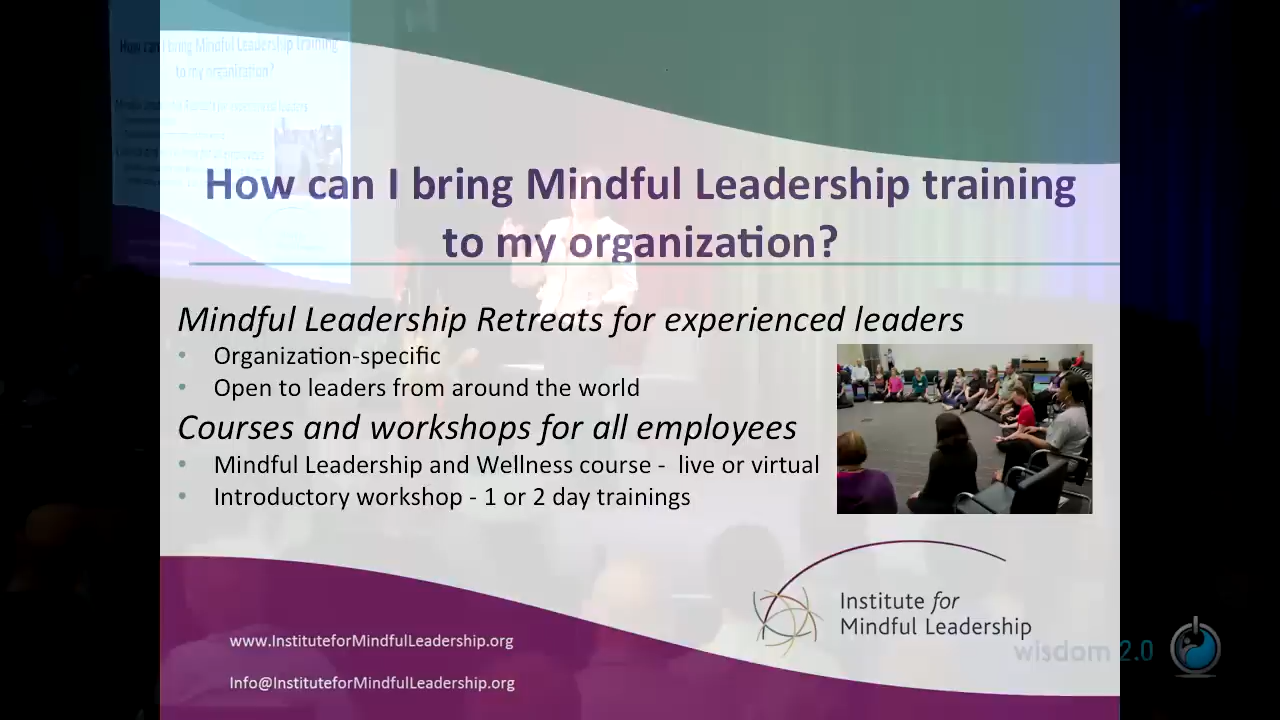 How can I bring Mindful Leadership training
to my organization?
How can I bring Mindful Leadership training
to my organization?
Mindful Leadership Retreats for experienced leaders
• Organization-specific
• Open to leaders from around the world
Courses and workshops for all employees
• Mindful Leadership and Wellness course - live or virtual
• Introductory workshop - 1 or 2 day trainings
Institute for
Mindful Leadership
www.InstituteforMindfulLeadership.org
Info@InstituteforMindfulLeadership.org
wisdom 2.0